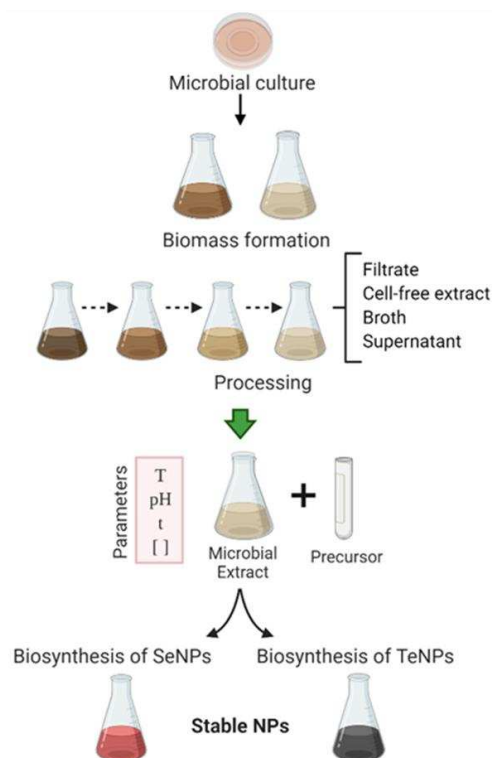 Microbial culture
Biomass formation
Filtrate
Cell-free extract
Broth
Supernatant
Processing
Parameters
T
pH
t
[ ]
Microbial
Extract
+
Precursor
Biosynthesis of SeNPs
Biosynthesis of TeNPs
Stable NPs